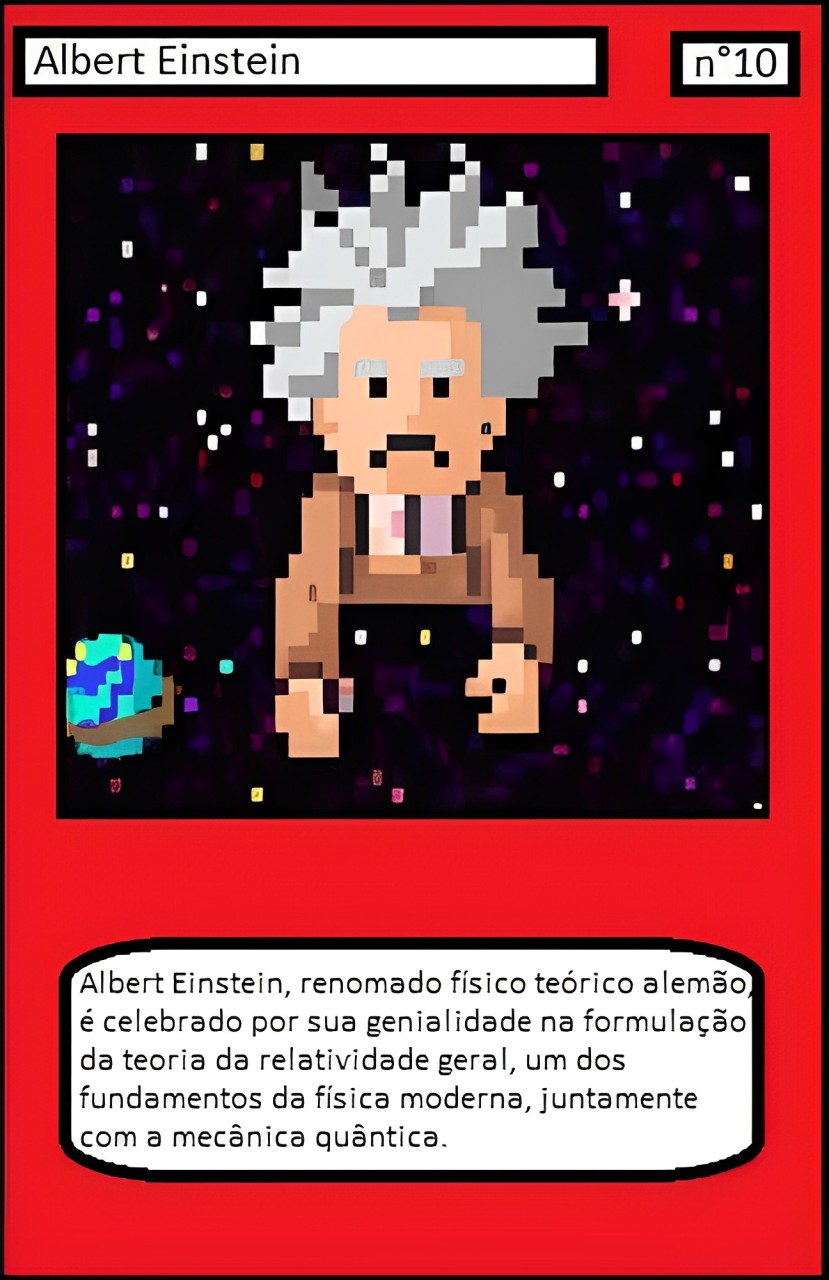 Albert Einstein
n°10
Albert Einstein, renomado físico teórico alemão,
é celebrado por sua genialidade na formulação
da teoria da relatividade geral, um dos
fundamentos da física moderna, juntamente
com a mecânica quântica.